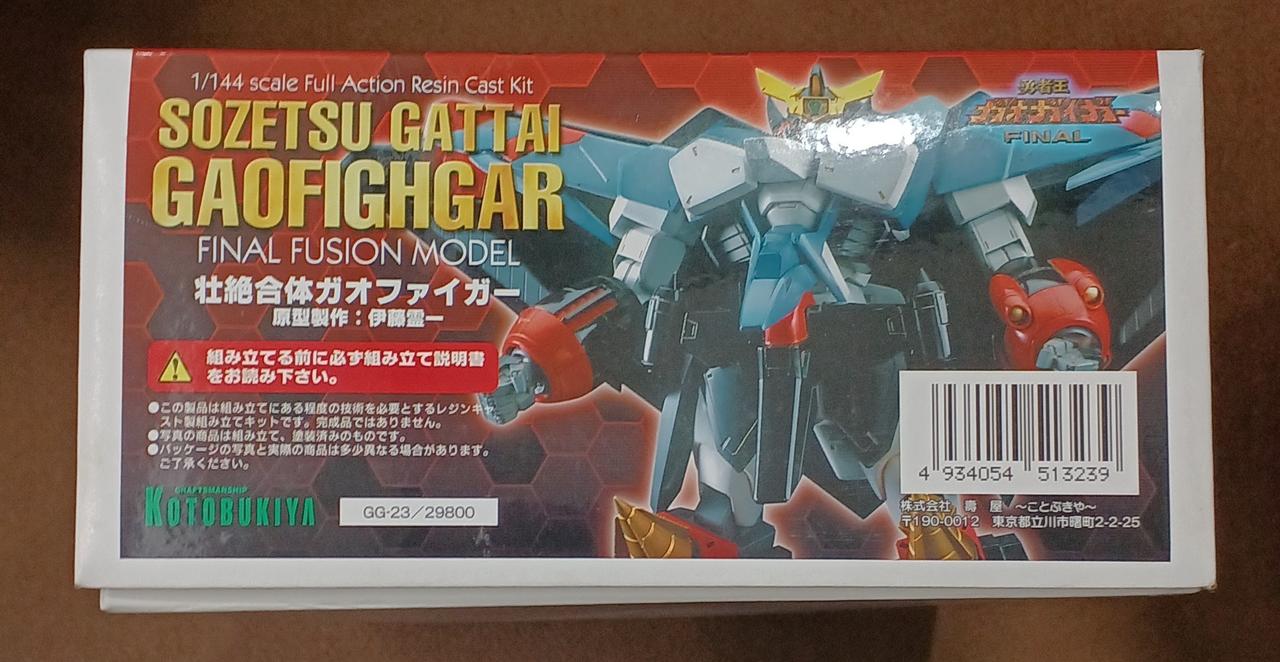 1/144 scale Full Action Resin Cast Kit
SOZETSU GATTAI
GAOFIGHGAR
FINAL FUSION MODEL
壮絶合体ガオファイガー
原型製作：伊藤霊一
組み立てる前に必ず組み立て説明書
をお読み下さい。
●この製品は組み立てにある程度の技術を必要とするレジンキャ
スト製組み立てキットです。完成品ではありません。
●写真の商品は組み立て、塗装済みのものです。
●パッケージの写真と実際の商品は多少異なる場合があります。
ご了承ください。
CRAFTSMANSHIP
KOTOBUKIYA
GG-23／29800
勇者王
ガオガイガー
FINAL
4 934054 513239
株式会社 壽 屋 〜ことぶきや〜
〒190-0012 東京都立川市曙町2-2-25